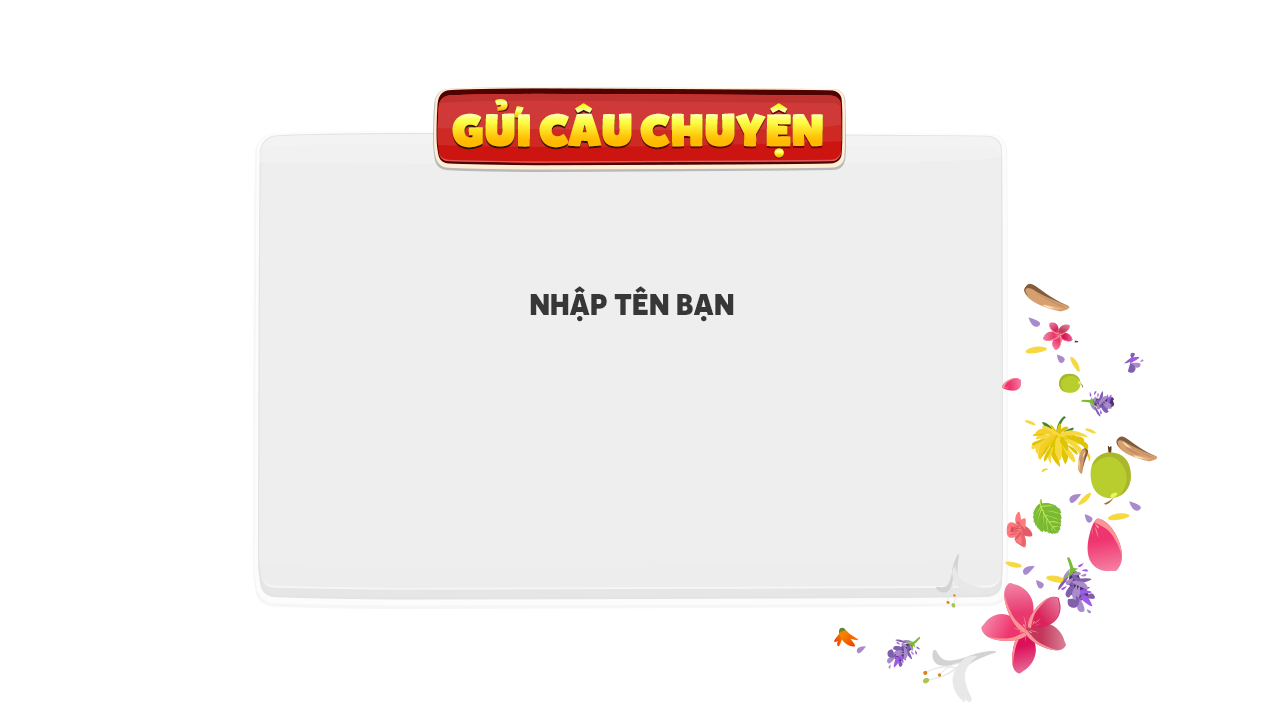 GỬI CÂU CHUYỆN
NHẬP TÊN BẠN